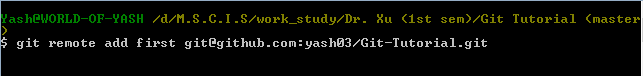 Yash@WORLD-OF-YASH /d/M.S.C.I.S/work_study/Dr. Xu (1st sem)/Git Tutorial (master
)
$ git remote add first git@github.com:yash03/Git-Tutorial.git